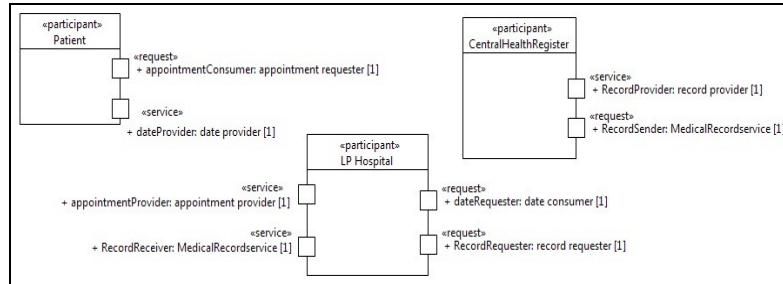 «participant»
Patient
«request»
+ appointmentConsumer: appointment requester [1]
«service»
+ dateProvider: date provider [1]
«participant»
CentralHealthRegister
«service»
+ RecordProvider: record provider [1]
«request»
+ RecordSender: MedicalRecordservice [1]
«participant»
LP Hospital
«service»
+ appointmentProvider: appointment provider [1]
«service»
+ RecordReceiver: MedicalRecordservice [1]
«request»
+ dateRequester: date consumer [1]
«request»
+ RecordRequester: record requester [1]